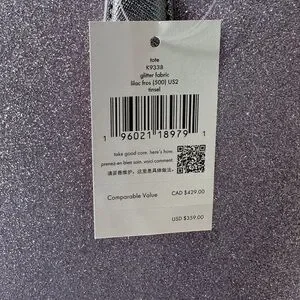 tote
K9338
glitter fabric
lilac fros (500) US2
tinsel
1 96021 18979 1
take good care. here's how.
prenez-en bien soin. voici comment.
请妥善维护。这里是具体做法。
Comparable Value
CAD $429.00
USD $359.00